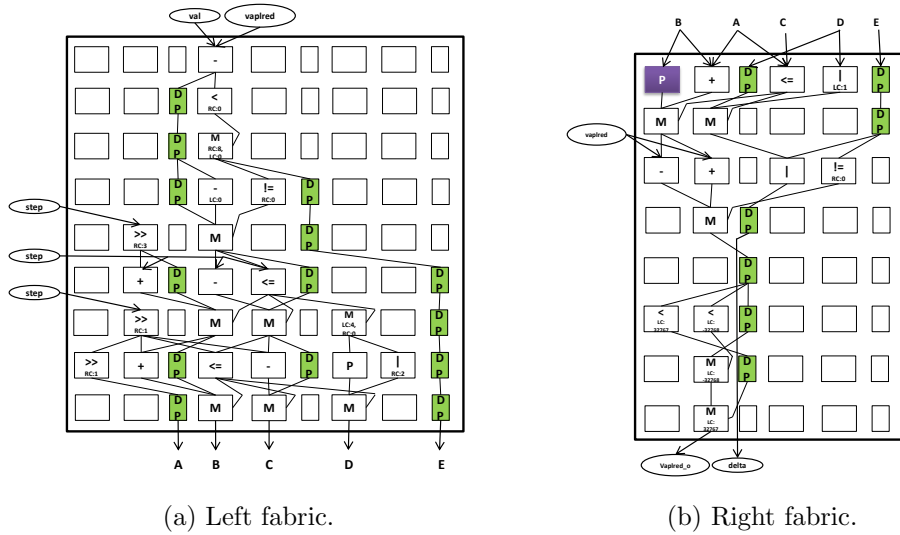 val vaplred
-
D P < RC:0
D P M RC:8, LC:0
D P - LC:0 != RC:0 D P
step
>> RC:3 M D P
step
+ D P - <= D P D P
step
>> RC:1 M M M LC:4, RC:0 D P
>> RC:1 + D P <= - D P P | RC:2 D P
D P M M M D P
A B C D E
(a) Left fabric.
B A C D E
P + D P <= | LC:1 D P
M M D P
vaplred
- + | != RC:0
M D P
D P
< LC: 32767 < LC: -32768 D P
M LC: -32768 D P
M LC: 32767
Vaplred_o delta
(b) Right fabric.